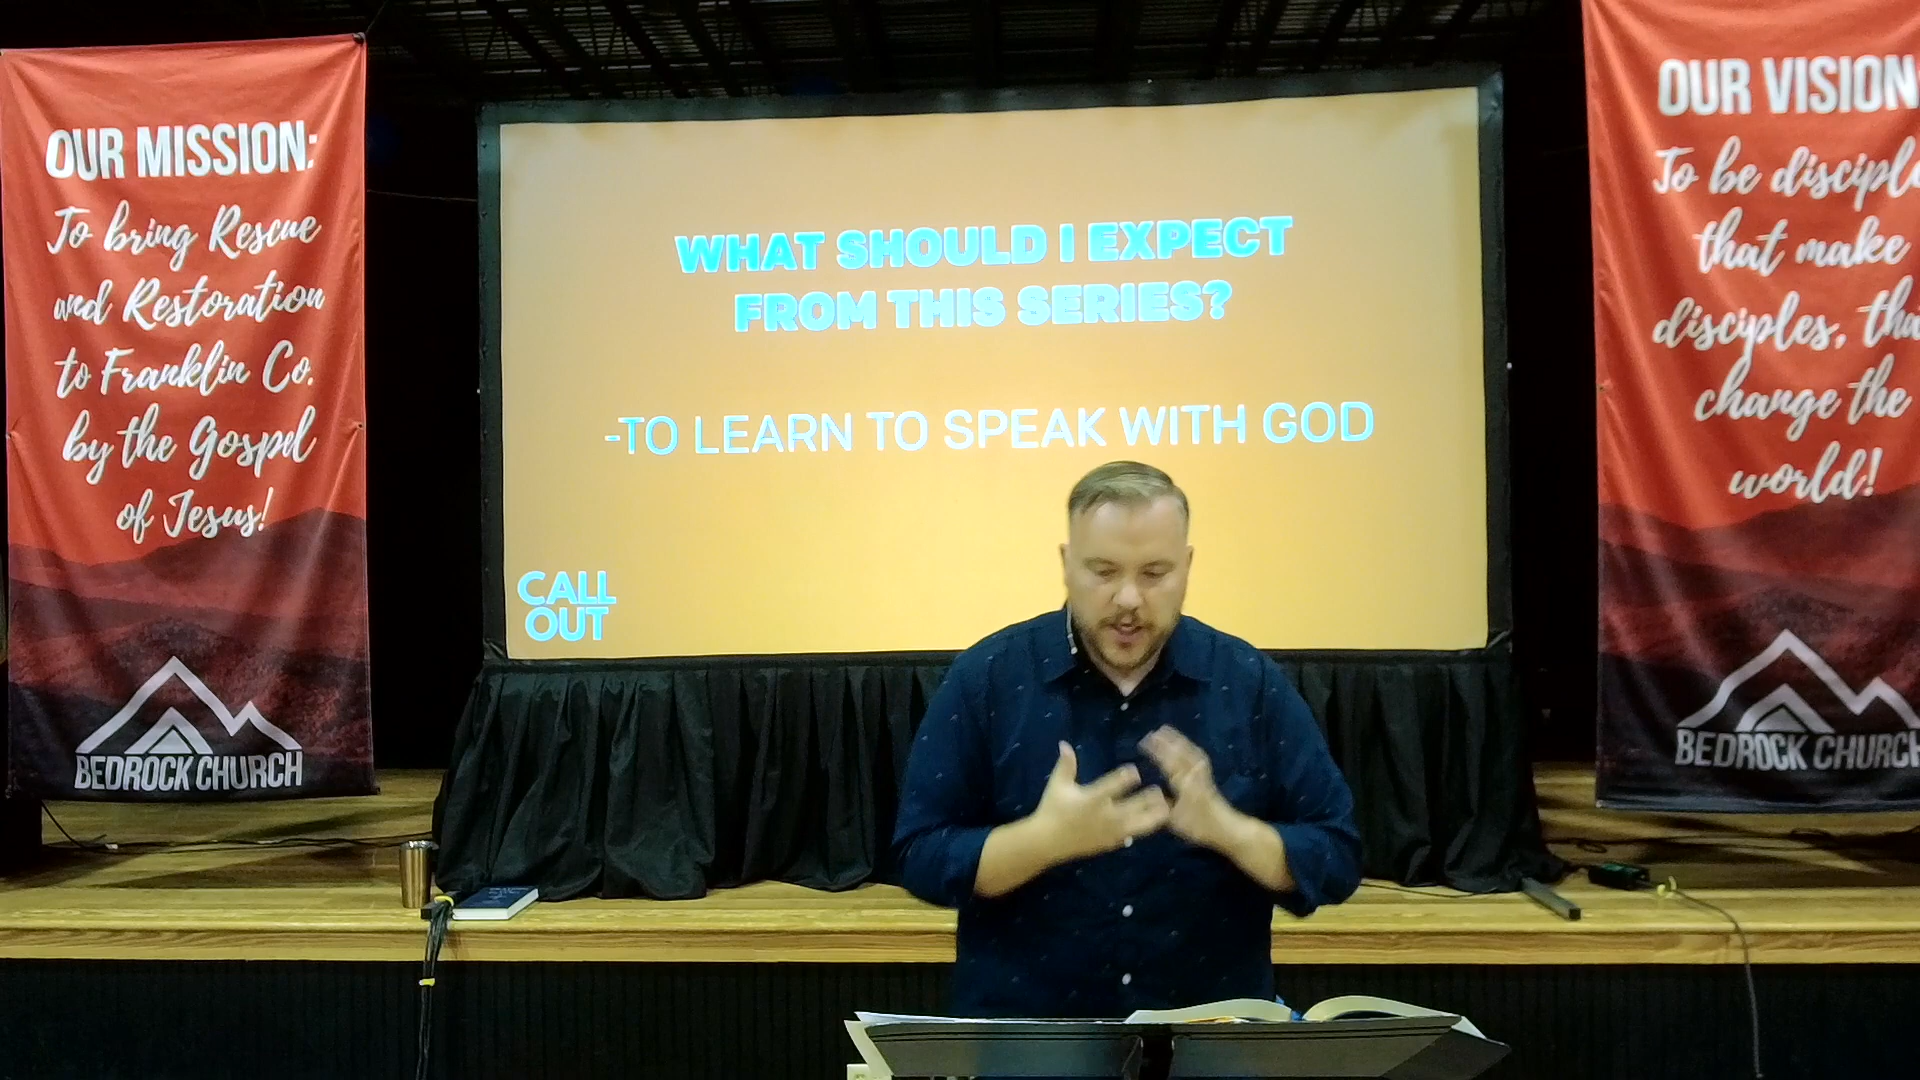 OUR MISSION:
To bring Rescue
and Restoration
to Franklin Co.
by the Gospel
of Jesus!
BEDROCK CHURCH
WHAT SHOULD I EXPECT
FROM THIS SERIES?
-TO LEARN TO SPEAK WITH GOD
CALL
OUT
OUR VISION
To be disciple
that make
disciples, tha
change the
world!
BEDROCK CHURCH